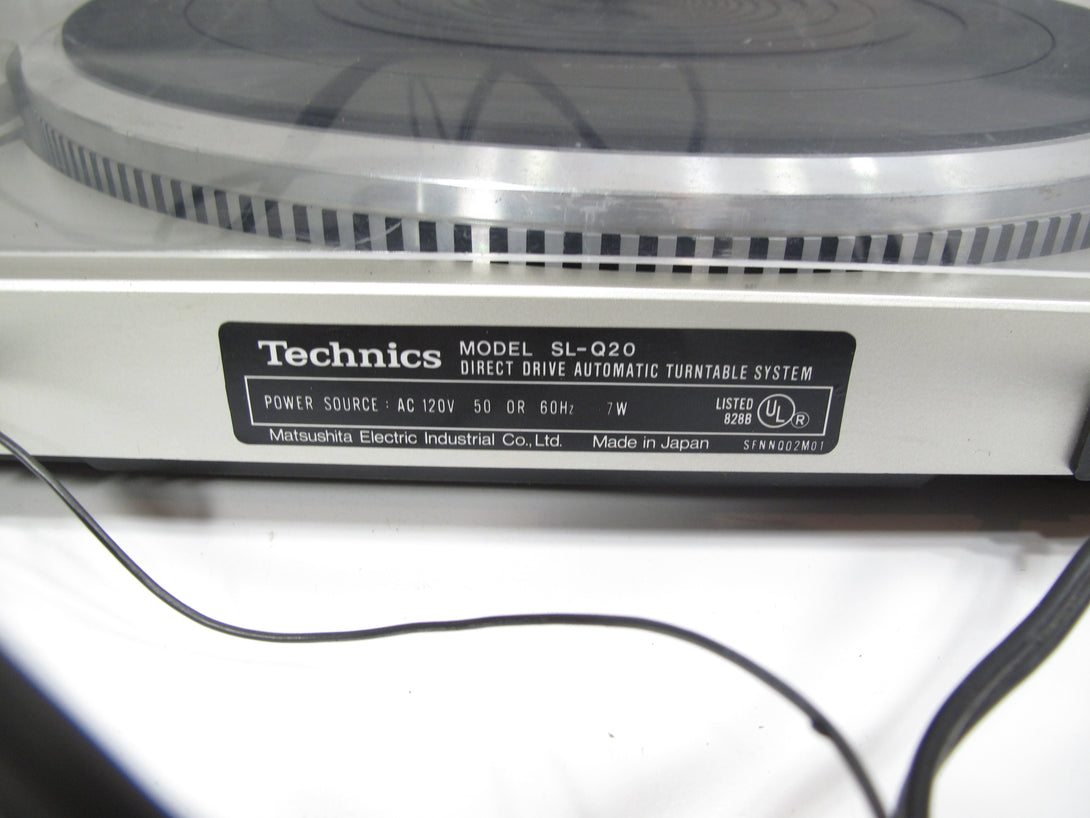 Technics MODEL SL-Q20
DIRECT DRIVE AUTOMATIC TURNTABLE SYSTEM
POWER SOURCE : AC 120V 50 OR 60Hz 7W
LISTED
828B
UL R
Matsushita Electric Industrial Co., Ltd. Made in Japan SFNNQ02M01